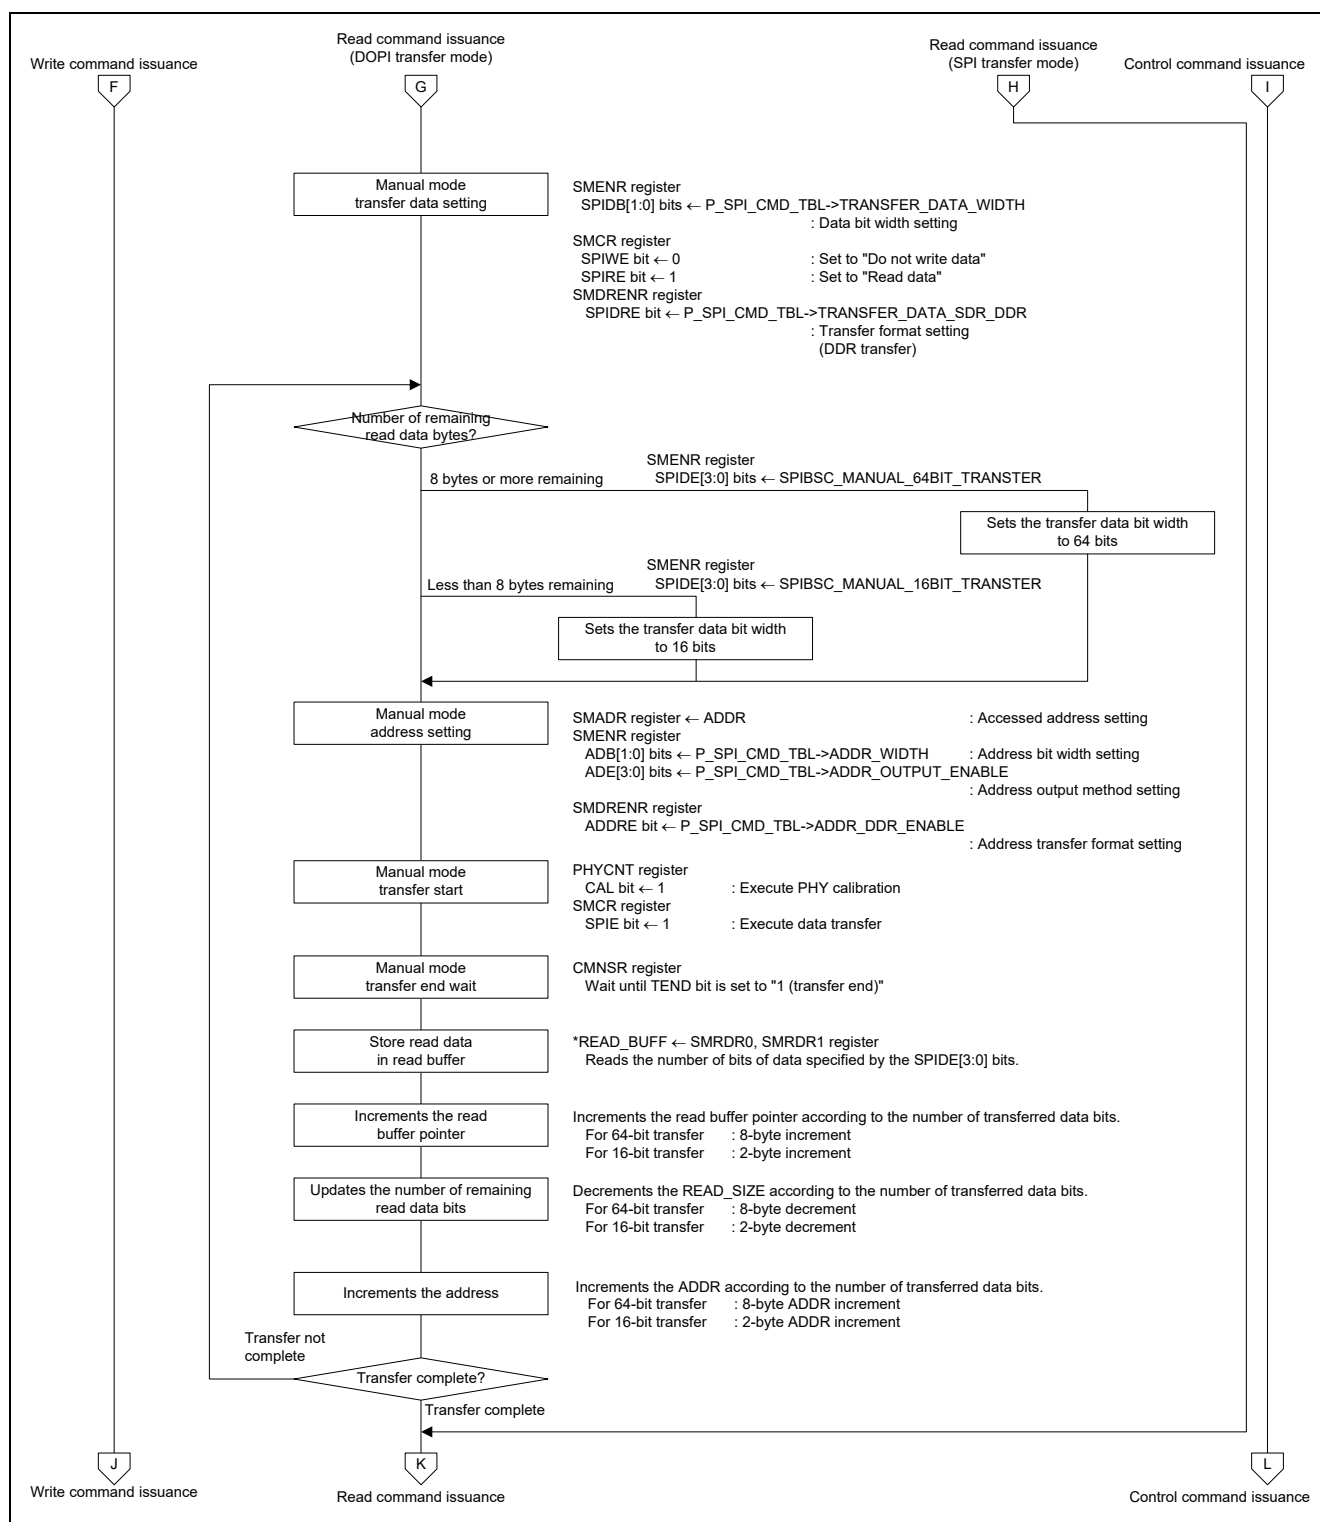 Write command issuance
Read command issuance
(DOPI transfer mode)
Read command issuance
(SPI transfer mode)
Control command issuance
F
G
H
I
Manual mode
transfer data setting
SMENR register
SPIDB[1:0] bits ← P_SPI_CMD_TBL->TRANSFER_DATA_WIDTH
: Data bit width setting
SMCR register
SPIWE bit ← 0 : Set to "Do not write data"
SPIRE bit ← 1 : Set to "Read data"
SMDRENR register
SPIDRE bit ← P_SPI_CMD_TBL->TRANSFER_DATA_SDR_DDR
: Transfer format setting
(DDR transfer)
Number of remaining
read data bytes?
SMENR register
8 bytes or more remaining SPIDE[3:0] bits ← SPIBSC_MANUAL_64BIT_TRANSTER
Sets the transfer data bit width
to 64 bits
SMENR register
Less than 8 bytes remaining SPIDE[3:0] bits ← SPIBSC_MANUAL_16BIT_TRANSTER
Sets the transfer data bit width
to 16 bits
Manual mode
address setting
SMADR register ← ADDR : Accessed address setting
SMENR register
ADB[1:0] bits ← P_SPI_CMD_TBL->ADDR_WIDTH : Address bit width setting
ADE[3:0] bits ← P_SPI_CMD_TBL->ADDR_OUTPUT_ENABLE
: Address output method setting
SMDRENR register
ADDRE bit ← P_SPI_CMD_TBL->ADDR_DDR_ENABLE
: Address transfer format setting
Manual mode
transfer start
PHYCNT register
CAL bit ← 1 : Execute PHY calibration
SMCR register
SPIE bit ← 1 : Execute data transfer
Manual mode
transfer end wait
CMNSR register
Wait until TEND bit is set to "1 (transfer end)"
Store read data
in read buffer
*READ_BUFF ← SMRDR0, SMRDR1 register
Reads the number of bits of data specified by the SPIDE[3:0] bits.
Increments the read
buffer pointer
Increments the read buffer pointer according to the number of transferred data bits.
For 64-bit transfer : 8-byte increment
For 16-bit transfer : 2-byte increment
Updates the number of remaining
read data bits
Decrements the READ_SIZE according to the number of transferred data bits.
For 64-bit transfer : 8-byte decrement
For 16-bit transfer : 2-byte decrement
Increments the address
Increments the ADDR according to the number of transferred data bits.
For 64-bit transfer : 8-byte ADDR increment
For 16-bit transfer : 2-byte ADDR increment
Transfer not
complete
Transfer complete?
Transfer complete
J
K
L
Write command issuance
Read command issuance
Control command issuance